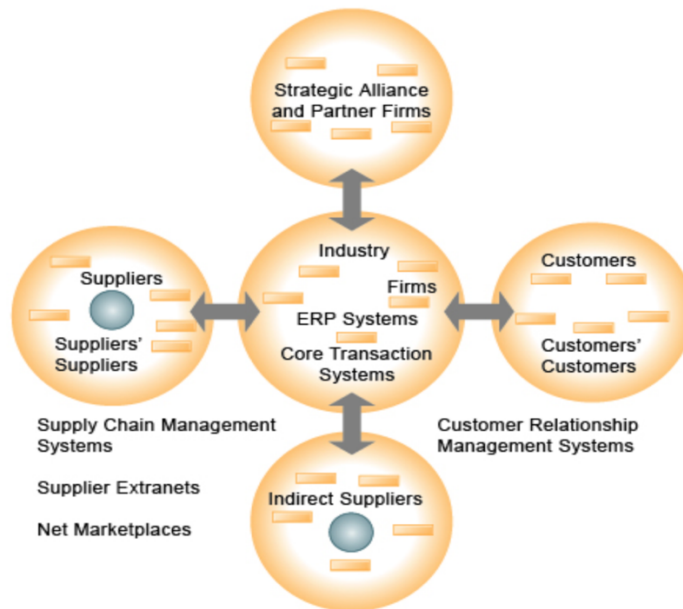 Strategic Alliance
and Partner Firms
Industry
Firms
ERP Systems
Core Transaction
Systems
Suppliers
Suppliers'
Suppliers
Customers
Customers'
Customers
Supply Chain Management
Systems
Supplier Extranets
Net Marketplaces
Customer Relationship
Management Systems
Indirect Suppliers